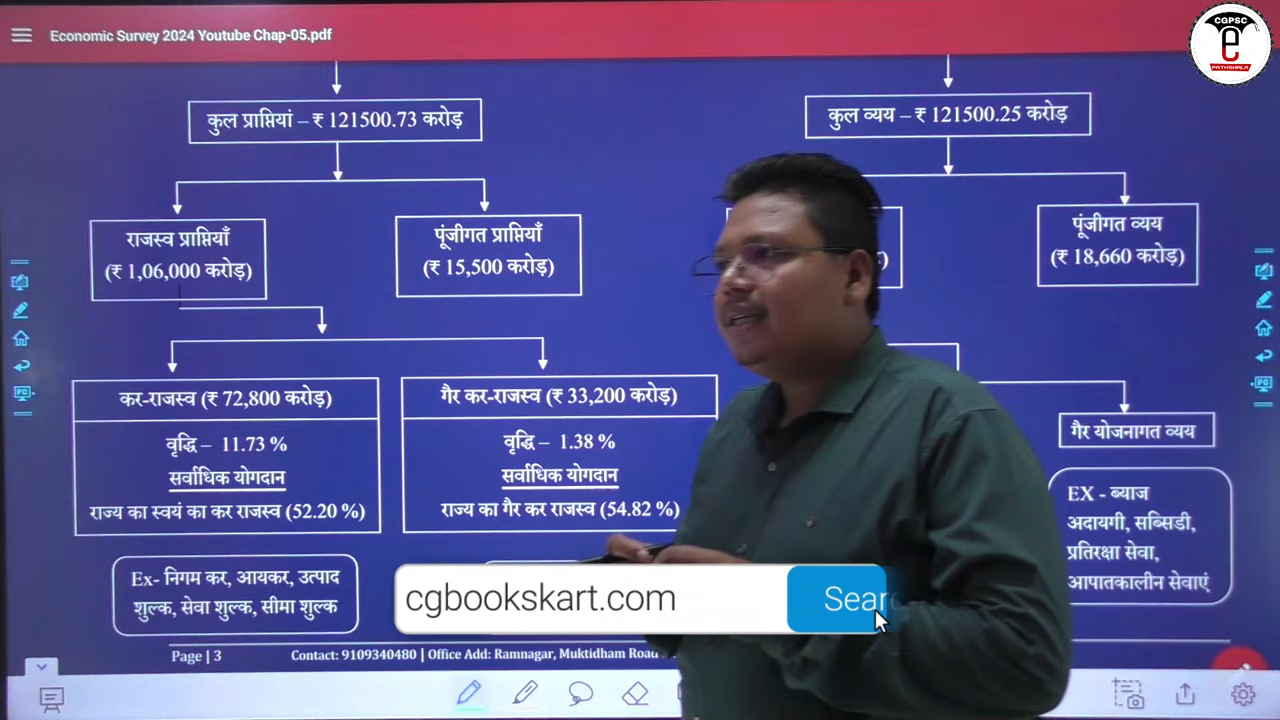 Economic Survey 2024 Youtube Chap-05.pdf
CGPSC
e
PATHSHALA
कुल प्राप्तियां – ₹ 121500.73 करोड़
कुल व्यय – ₹ 121500.25 करोड़
राजस्व प्राप्तियाँ
(₹ 1,06,000 करोड़)
पूंजीगत प्राप्तियाँ
(₹ 15,500 करोड़)
पूंजीगत व्यय
(₹ 18,660 करोड़)
कर-राजस्व (₹ 72,800 करोड़)
वृद्धि – 11.73 %
सर्वाधिक योगदान
राज्य का स्वयं का कर राजस्व (52.20 %)
गैर कर-राजस्व (₹ 33,200 करोड़)
वृद्धि – 1.38 %
सर्वाधिक योगदान
राज्य का गैर कर राजस्व (54.82 %)
गैर योजनागत व्यय
EX - ब्याज
अदायगी, सब्सिडी,
प्रतिरक्षा सेवा,
आपातकालीन सेवाएं
Ex- निगम कर, आयकर, उत्पाद
शुल्क, सेवा शुल्क, सीमा शुल्क
cgbookskart.com
Sear
Page | 3
Contact: 9109340480 | Office Add: Ramnagar, Muktidham Road